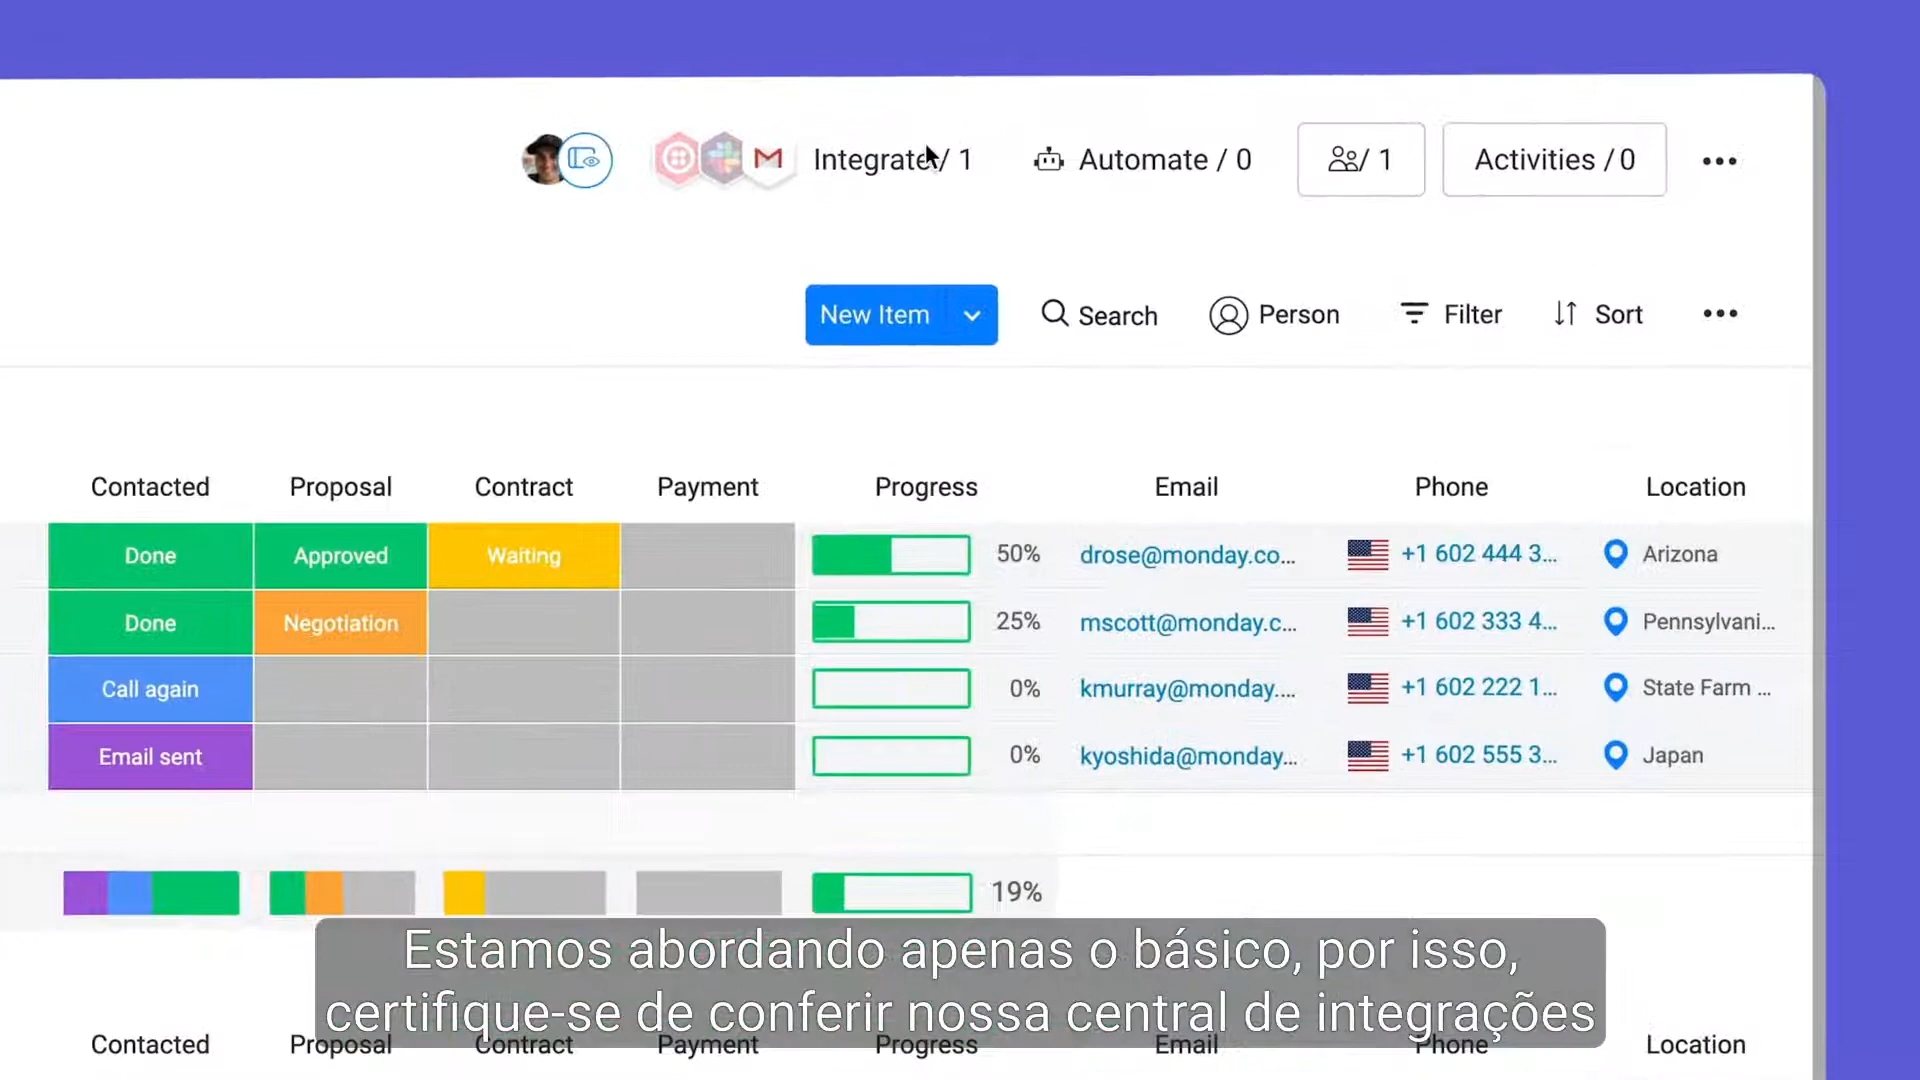 Integrate / 1
Automate / 0
/ 1
Activities / 0
New Item
Search
Person
Filter
Sort
Contacted Proposal Contract Payment Progress Email Phone Location
Done Approved Waiting 50% drose@monday.co... +1 602 444 3... Arizona
Done Negotiation 25% mscott@monday.c... +1 602 333 4... Pennsylvani...
Call again 0% kmurray@monday.... +1 602 222 1... State Farm ...
Email sent 0% kyoshida@monday... +1 602 555 3... Japan
19%
Estamos abordando apenas o básico, por isso,
certifique-se de conferir nossa central de integrações
Contacted Proposal Contract Payment Progress Email Phone Location